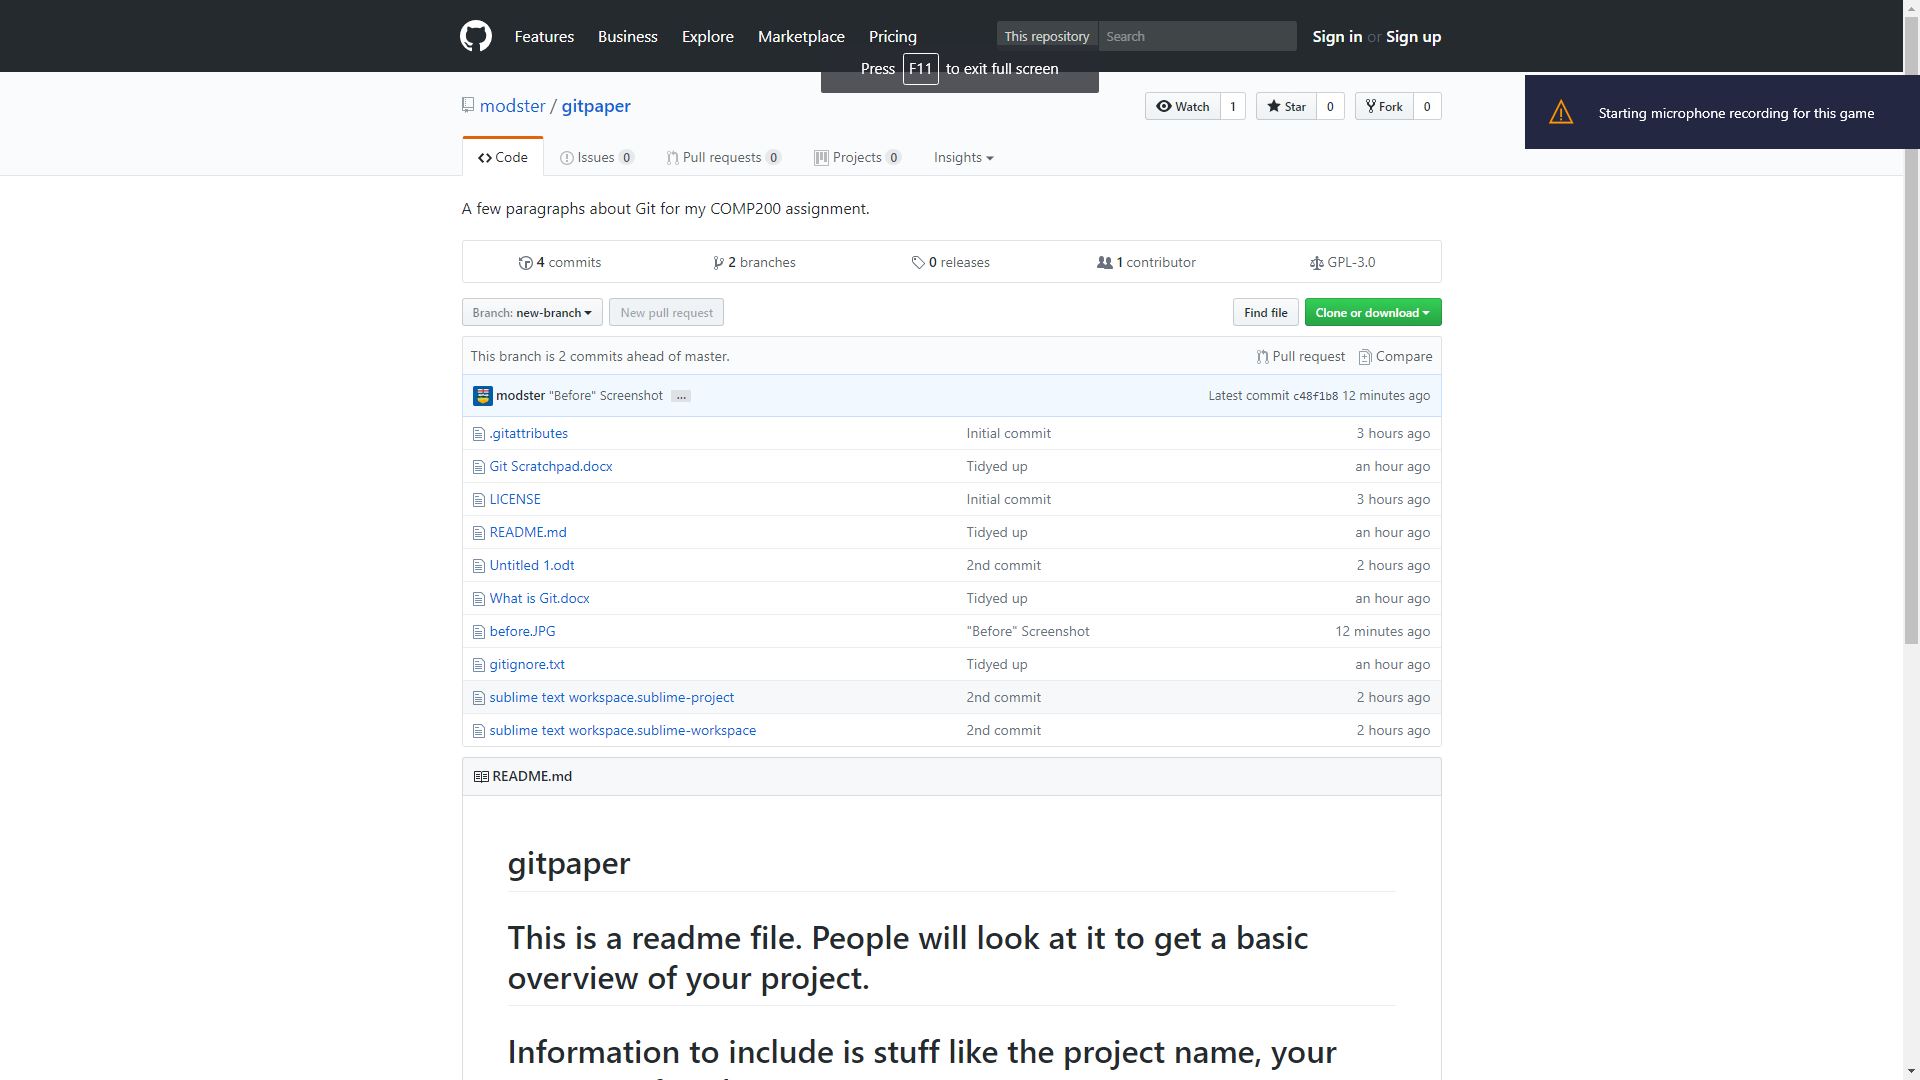 Features Business Explore Marketplace Pricing This repository Search Sign in or Sign up
Press F11 to exit full screen
modster / gitpaper Watch 1 Star 0 Fork 0
Starting microphone recording for this game
Code Issues 0 Pull requests 0 Projects 0 Insights
A few paragraphs about Git for my COMP200 assignment.
4 commits 2 branches 0 releases 1 contributor GPL-3.0
Branch: new-branch New pull request Find file Clone or download
This branch is 2 commits ahead of master. Pull request Compare
modster "Before" Screenshot ... Latest commit c48f1b8 12 minutes ago
.gitattributes Initial commit 3 hours ago
Git Scratchpad.docx Tidyed up an hour ago
LICENSE Initial commit 3 hours ago
README.md Tidyed up an hour ago
Untitled 1.odt 2nd commit 2 hours ago
What is Git.docx Tidyed up an hour ago
before.JPG "Before" Screenshot 12 minutes ago
gitignore.txt Tidyed up an hour ago
sublime text workspace.sublime-project 2nd commit 2 hours ago
sublime text workspace.sublime-workspace 2nd commit 2 hours ago
README.md
gitpaper
This is a readme file. People will look at it to get a basic
overview of your project.
Information to include is stuff like the project name, your